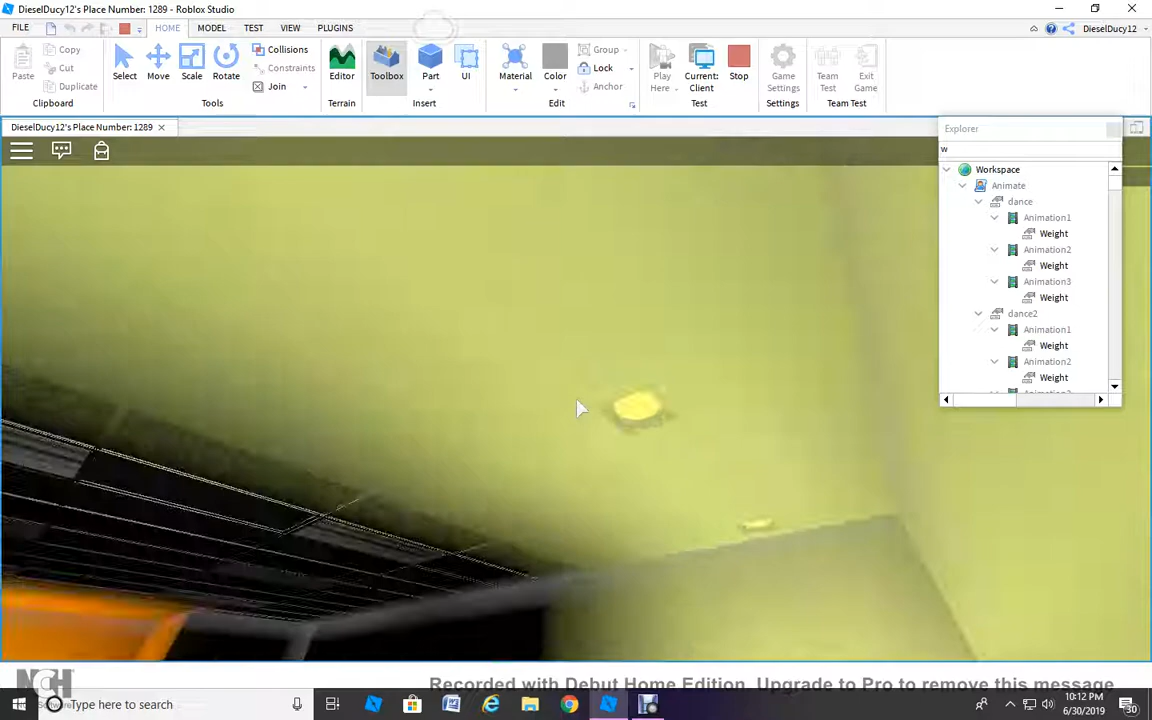 DieselDucy12's Place Number: 1289 - Roblox Studio
FILE HOME MODEL TEST VIEW PLUGINS DieselDucy12
Paste Copy Cut Duplicate Select Move Scale Rotate Collisions Constraints Join Editor Toolbox Part UI Material Color Group Lock Anchor Play Here Current: Client Stop Game Settings Team Test Exit Game
Clipboard Tools Terrain Insert Edit Test Settings Team Test
DieselDucy12's Place Number: 1289
Explorer
w
Workspace
Animate
dance
Animation1
Weight
Animation2
Weight
Animation3
Weight
dance2
Animation1
Weight
Animation2
Weight
NCH
Recorded with Debut Home Edition. Upgrade to Pro to remove this message
Type here to search
10:12 PM
6/30/2019
30